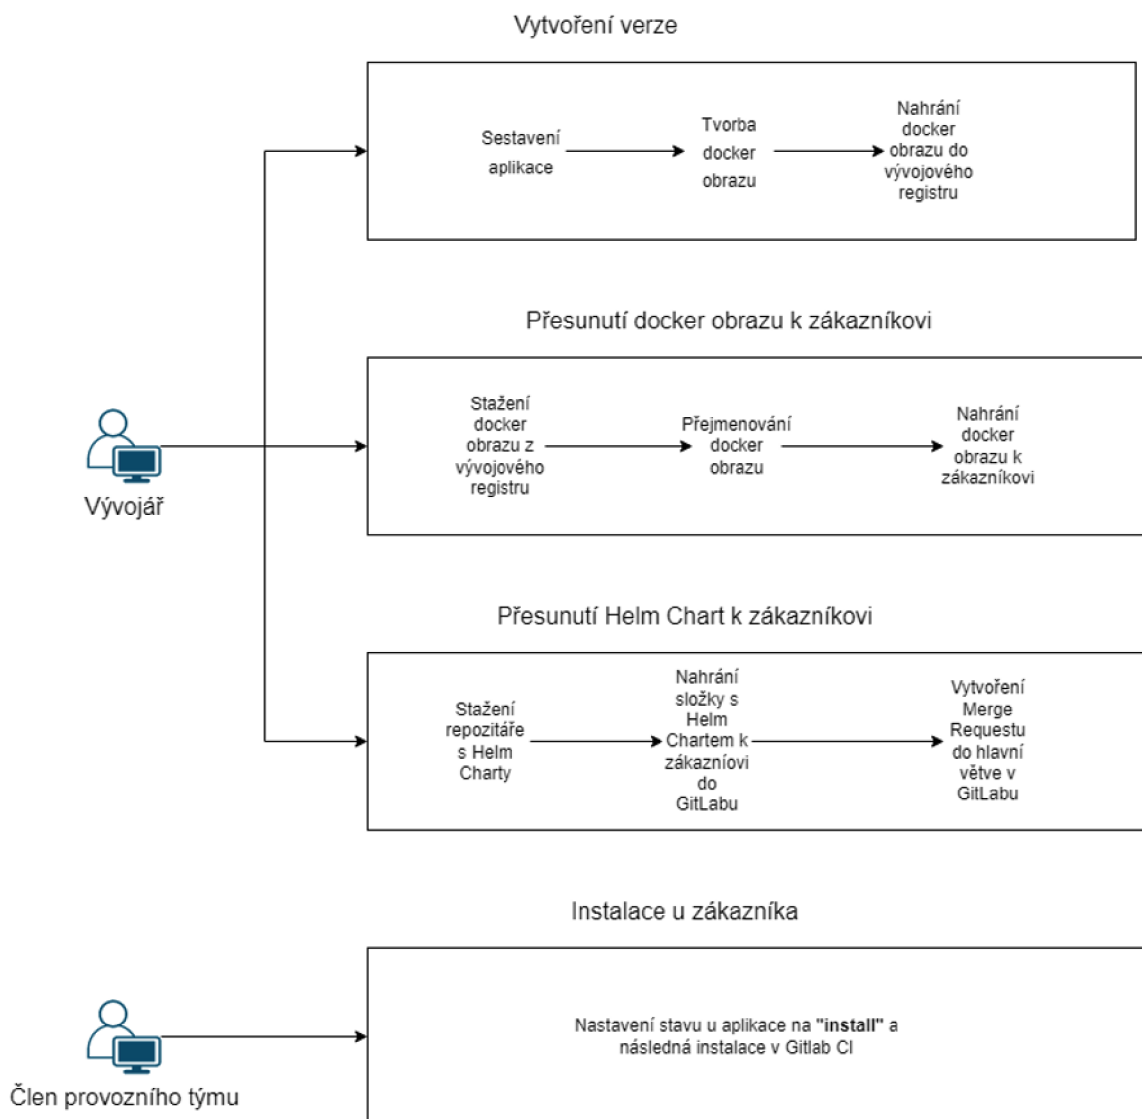 Vytvoření verze
Sestavení
aplikace
Tvorba
docker
obrazu
Nahrání
docker
obrazu do
vývojového
registru
Přesunutí docker obrazu k zákazníkovi
Stažení
docker
obrazu z
vývojového
registru
Přejmenování
docker
obrazu
Nahrání
docker
obrazu k
zákazníkovi
Vývojář
Přesunutí Helm Chart k zákazníkovi
Stažení
repozitáře
s Helm
Charty
Nahrání
složky s
Helm
Chartem k
zákazníovi
do
GitLabu
Vytvoření
Merge
Requestu
do hlavní
větve v
GitLabu
Instalace u zákazníka
Nastavení stavu u aplikace na "install" a
následná instalace v Gitlab CI
Člen provozního týmu